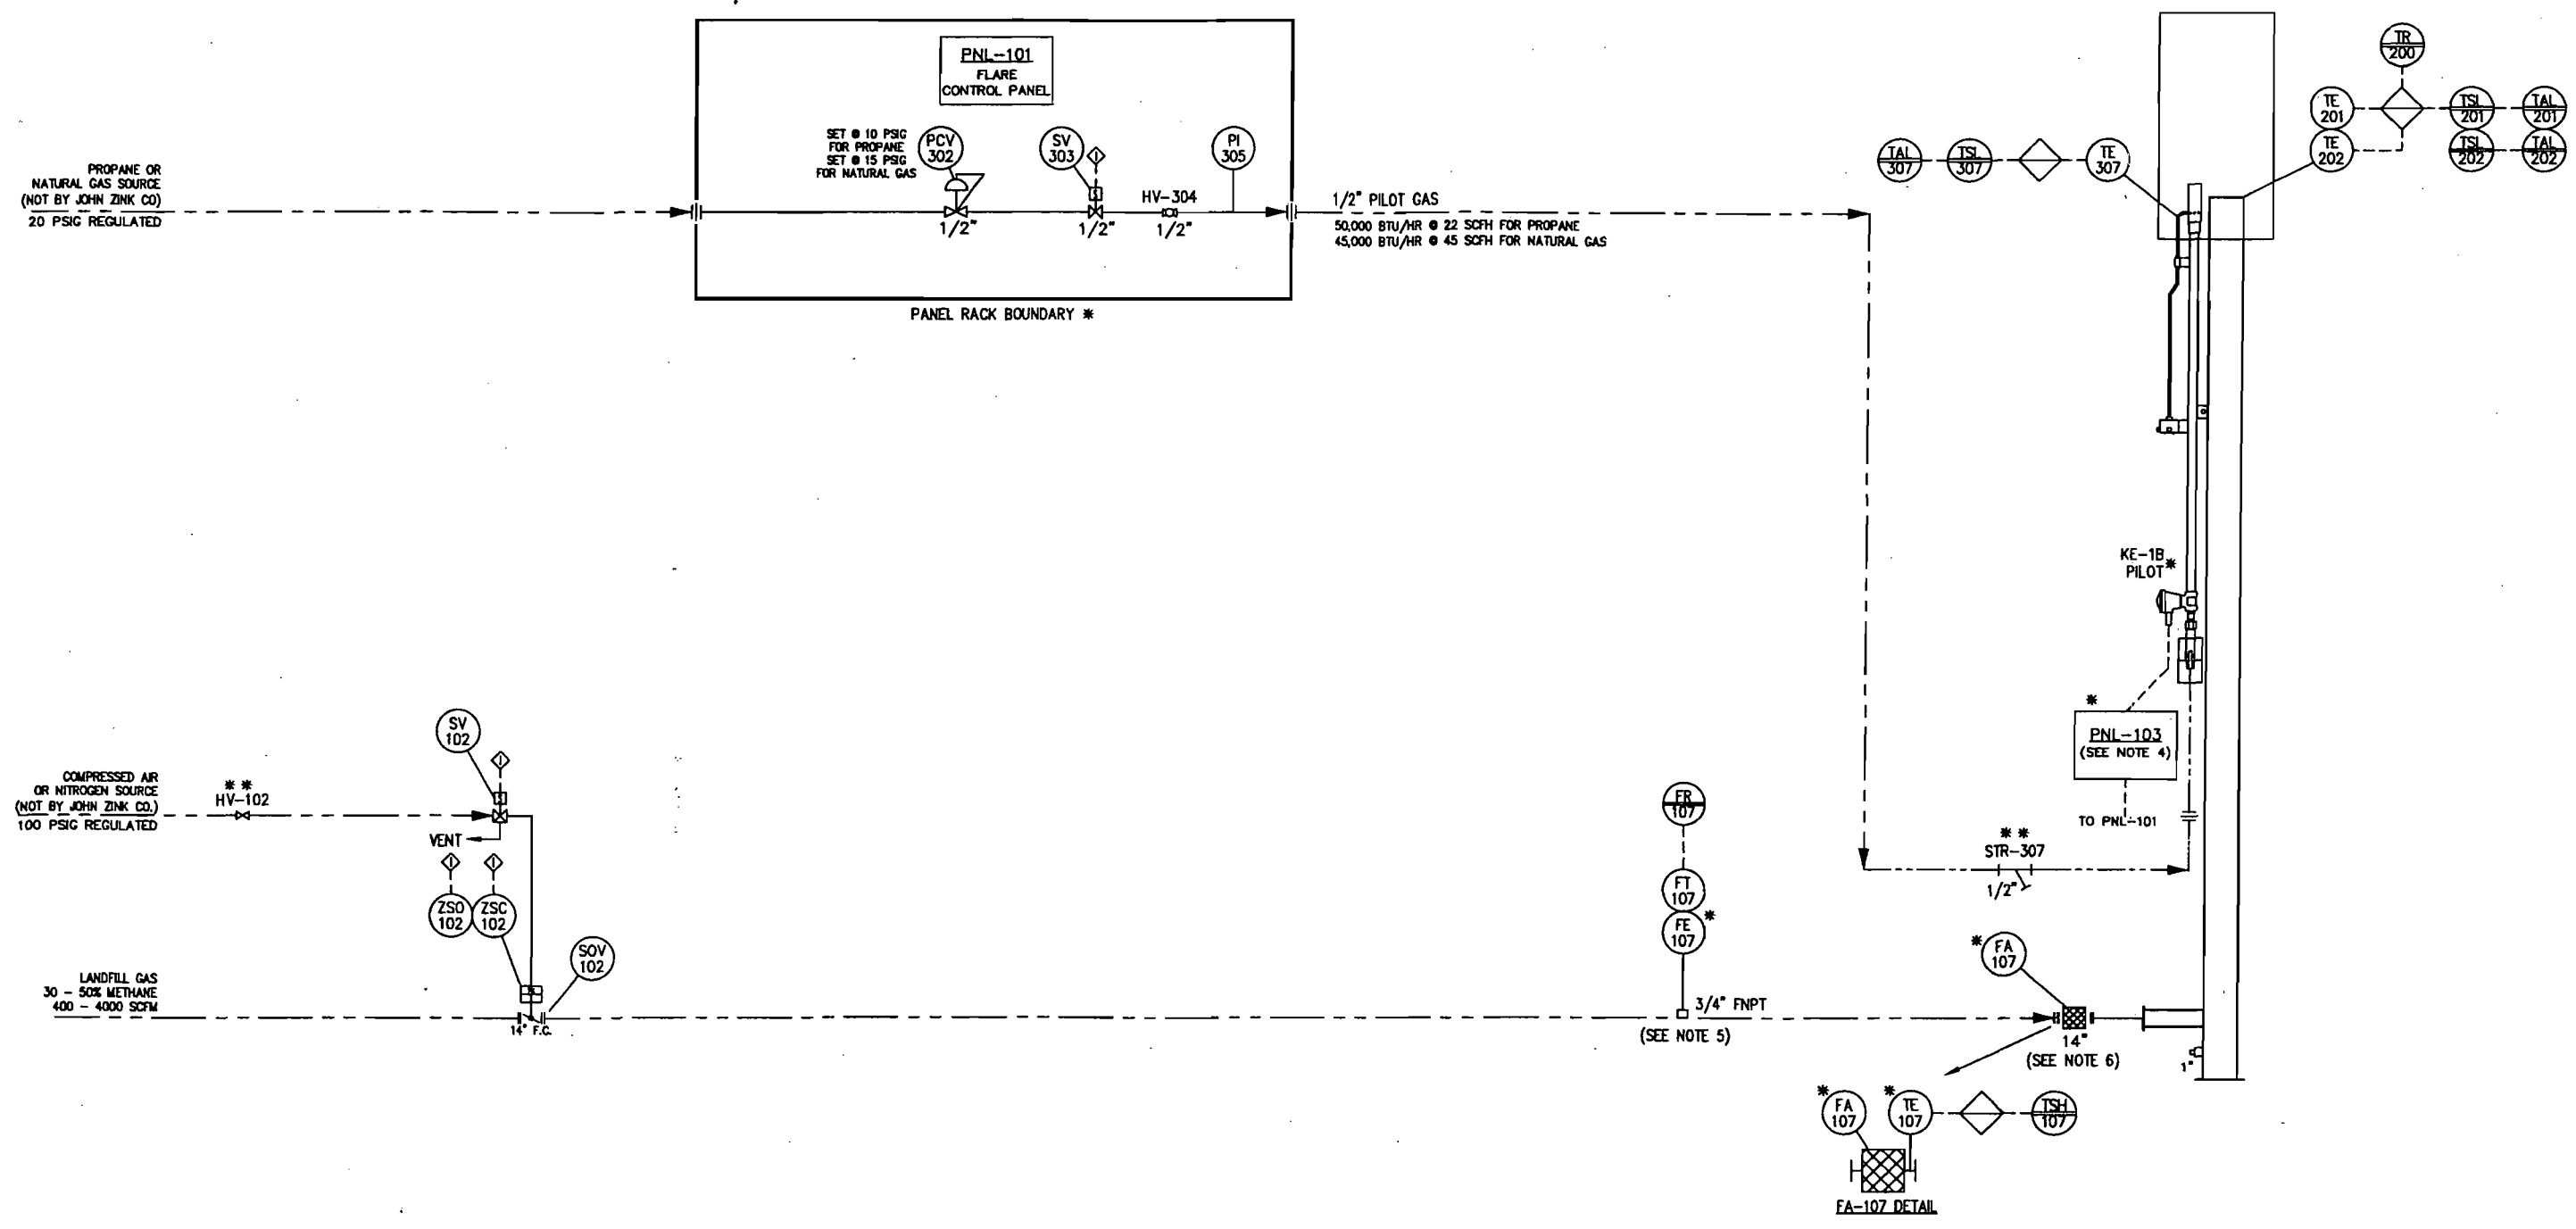 PNL-101
FLARE
CONTROL PANEL
SET @ 10 PSIG
FOR PROPANE
SET @ 15 PSIG
FOR NATURAL GAS
PCV
302
SV
303
PI
305
HV-304
1/2"
1/2"
1/2"
PANEL RACK BOUNDARY *
PROPANE OR
NATURAL GAS SOURCE
(NOT BY JOHN ZINK CO)
20 PSIG REGULATED
1/2" PILOT GAS
50,000 BTU/HR @ 22 SCFH FOR PROPANE
45,000 BTU/HR @ 45 SCFH FOR NATURAL GAS
TAL
307
TSL
307
TE
307
TR
200
TE
201
TSL
201
TAL
201
TE
202
TSL
202
TAL
202
KE-1B
PILOT *
*
PNL-103
(SEE NOTE 4)
TO PNL-101
SV
102
COMPRESSED AIR
OR NITROGEN SOURCE
(NOT BY JOHN ZINK CO.)
100 PSIG REGULATED
* *
HV-102
VENT
ZSO
102
ZSC
102
SOV
102
LANDFILL GAS
30 - 50% METHANE
400 - 4000 SCFM
14" F.G.
FR
107
FT
107
FE
107
*
3/4" FNPT
(SEE NOTE 5)
* *
STR-307
1/2"
*
FA
107
14"
(SEE NOTE 6)
1"
*
FA
107
*
TE
107
TSH
107
FA-107 DETAIL